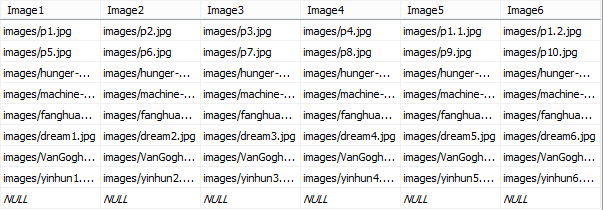 Image1 Image2 Image3 Image4 Image5 Image6
images/p1.jpg images/p2.jpg images/p3.jpg images/p4.jpg images/p1.1.jpg images/p1.2.jpg
images/p5.jpg images/p6.jpg images/p7.jpg images/p8.jpg images/p9.jpg images/p10.jpg
images/hunger-... images/hunger-... images/hunger-... images/hunger-... images/hunger-... images/hunger-...
images/machine-... images/machine-... images/machine-... images/machine-... images/machine-... images/machine-...
images/fanghua... images/fanghua... images/fanghua... images/fanghua... images/fanghua... images/fanghua...
images/dream1.jpg images/dream2.jpg images/dream3.jpg images/dream4.jpg images/dream5.jpg images/dream6.jpg
images/VanGogh... images/VanGogh... images/VanGogh... images/VanGogh... images/VanGogh... images/VanGogh...
images/yinhun1.... images/yinhun2.... images/yinhun3.... images/yinhun4.... images/yinhun5.... images/yinhun6....
NULL NULL NULL NULL NULL NULL